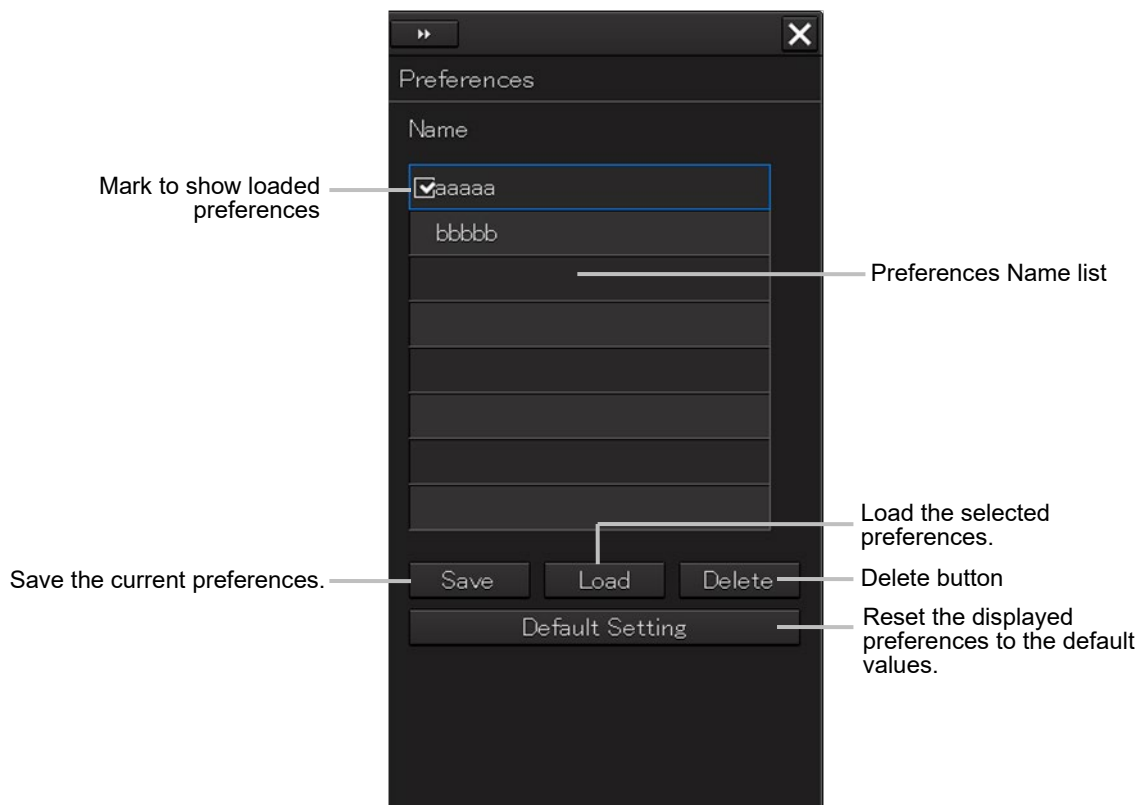 Preferences
Name
Mark to show loaded
preferences
aaaaa
bbbbb
Preferences Name list
Load the selected
preferences.
Save the current preferences.
Save
Load
Delete
Delete button
Default Setting
Reset the displayed
preferences to the default
values.